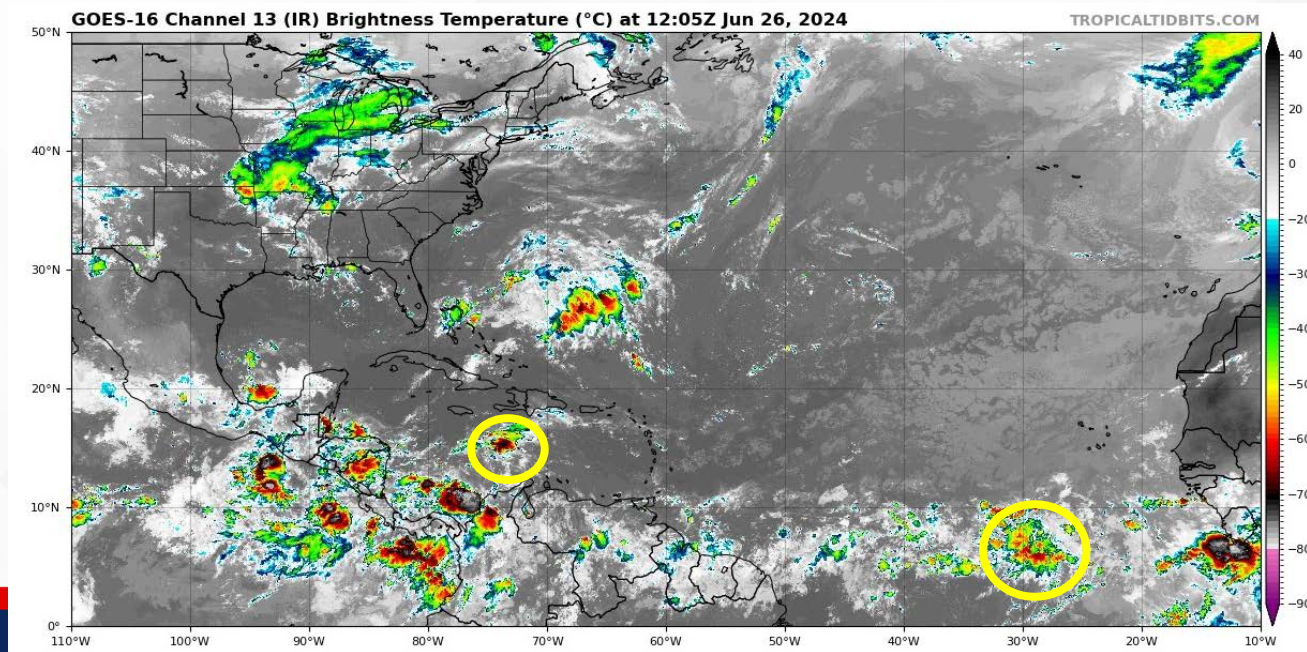 GOES-16 Channel 13 (IR) Brightness Temperature (°C) at 12:05Z Jun 26, 2024
TROPICALTIDBITS.COM
50°N
40°N
30°N
20°N
10°N
0°
110°W 100°W 90°W 80°W 70°W 60°W 50°W 40°W 30°W 20°W 10°W
40
20
0
−20
−30
−40
−50
−60
−70
−80
−90